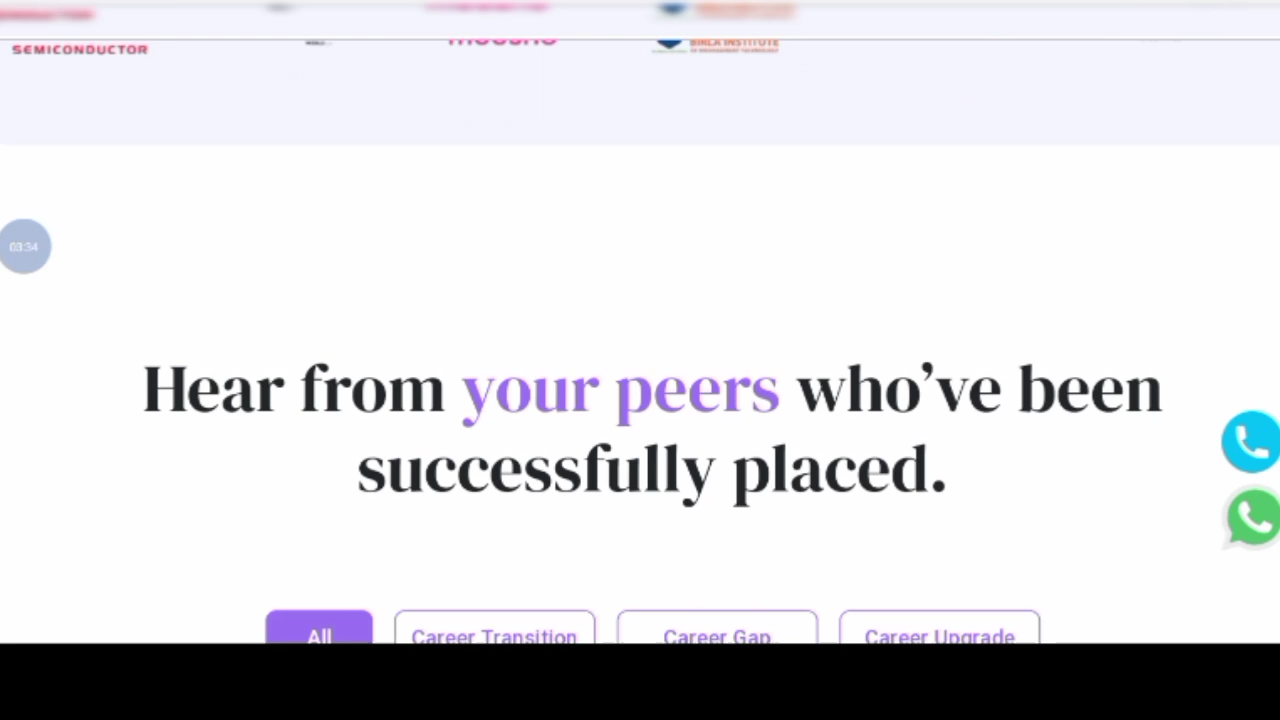 SEMICONDUCTOR
BIRLA INSTITUTE
03:34
Hear from your peers who’ve been
successfully placed.
All
Career Transition
Career Gap
Career Upgrade